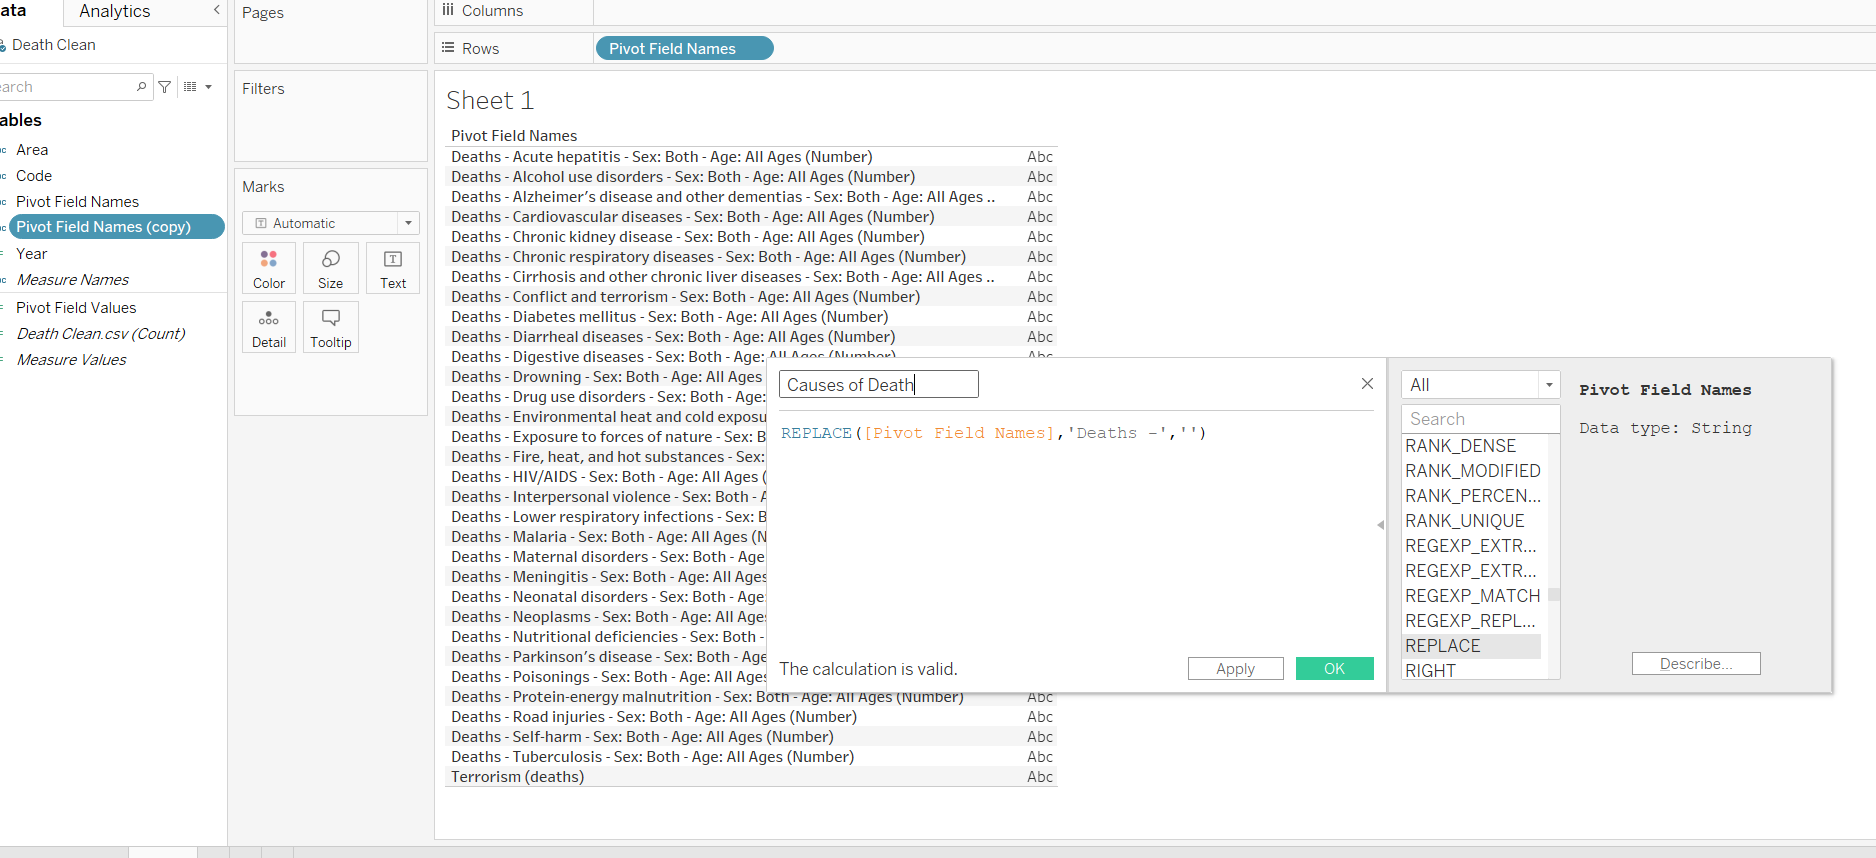 ata
Analytics
Death Clean
earch
ables
Area
Code
Pivot Field Names
Pivot Field Names (copy)
Year
Measure Names
Pivot Field Values
Death Clean.csv (Count)
Measure Values
Pages
Filters
Marks
Automatic
Color
Size
Text
Detail
Tooltip
Columns
Rows
Pivot Field Names
Sheet 1
Pivot Field Names
Deaths - Acute hepatitis - Sex: Both - Age: All Ages (Number) Abc
Deaths - Alcohol use disorders - Sex: Both - Age: All Ages (Number) Abc
Deaths - Alzheimer’s disease and other dementias - Sex: Both - Age: All Ages .. Abc
Deaths - Cardiovascular diseases - Sex: Both - Age: All Ages (Number) Abc
Deaths - Chronic kidney disease - Sex: Both - Age: All Ages (Number) Abc
Deaths - Chronic respiratory diseases - Sex: Both - Age: All Ages (Number) Abc
Deaths - Cirrhosis and other chronic liver diseases - Sex: Both - Age: All Ages .. Abc
Deaths - Conflict and terrorism - Sex: Both - Age: All Ages (Number) Abc
Deaths - Diabetes mellitus - Sex: Both - Age: All Ages (Number) Abc
Deaths - Diarrheal diseases - Sex: Both - Age: All Ages (Number) Abc
Deaths - Digestive diseases - Sex: Both - Age: All Ages (Number) Abc
Deaths - Drowning - Sex: Both - Age: All Ages
Deaths - Drug use disorders - Sex: Both - Age:
Deaths - Environmental heat and cold exposu
Deaths - Exposure to forces of nature - Sex: B
Deaths - Fire, heat, and hot substances - Sex:
Deaths - HIV/AIDS - Sex: Both - Age: All Ages (
Deaths - Interpersonal violence - Sex: Both - A
Deaths - Lower respiratory infections - Sex: B
Deaths - Malaria - Sex: Both - Age: All Ages (N
Deaths - Maternal disorders - Sex: Both - Age
Deaths - Meningitis - Sex: Both - Age: All Ages
Deaths - Neonatal disorders - Sex: Both - Age:
Deaths - Neoplasms - Sex: Both - Age: All Age
Deaths - Nutritional deficiencies - Sex: Both -
Deaths - Parkinson’s disease - Sex: Both - Age
Deaths - Poisonings - Sex: Both - Age: All Ages
Deaths - Protein-energy malnutrition - Sex: Both - Age: All Ages (Number) Abc
Deaths - Road injuries - Sex: Both - Age: All Ages (Number) Abc
Deaths - Self-harm - Sex: Both - Age: All Ages (Number) Abc
Deaths - Tuberculosis - Sex: Both - Age: All Ages (Number) Abc
Terrorism (deaths) Abc
Causes of Death
REPLACE([Pivot Field Names],'Deaths -','')
The calculation is valid.
Apply
OK
All
Search
RANK_DENSE
RANK_MODIFIED
RANK_PERCEN...
RANK_UNIQUE
REGEXP_EXTR...
REGEXP_EXTR...
REGEXP_MATCH
REGEXP_REPL...
REPLACE
RIGHT
Pivot Field Names
Data type: String
Describe...